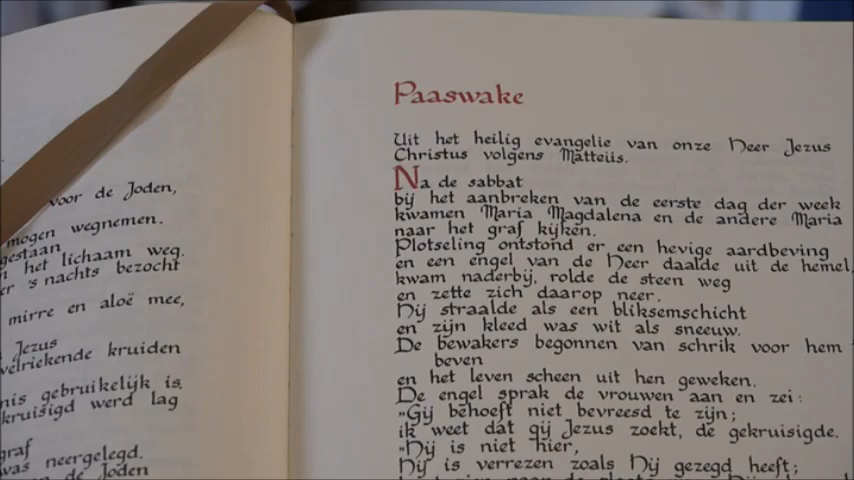 voor de Joden,
mogen wegnemen.
gestaan
het lichaam weg.
er 's nachts bezocht
mirre en aloë mee,
Jezus
welriekende kruiden
gebruikelijk is.
kruisigd werd lag
graf
was neergelegd.
de Joden
Paaswake
Uit het heilig evangelie van onze Heer Jezus
Christus volgens Matteüs.
Na de sabbat
bij het aanbreken van de eerste dag der week
kwamen Maria Magdalena en de andere Maria
naar het graf kijken.
Plotseling ontstond er een hevige aardbeving
en een engel van de Heer daalde uit de hemel,
kwam naderbij, rolde de steen weg
en zette zich daarop neer.
Hij straalde als een bliksemschicht
en zijn kleed was wit als sneeuw.
De bewakers begonnen van schrik voor hem te
beven
en het leven scheen uit hen geweken.
De engel sprak de vrouwen aan en zei:
"Gij behoeft niet bevreesd te zijn;
ik weet dat gij Jezus zoekt, de gekruisigde.
"Hij is niet hier,
Hij is verrezen zoals Hij gezegd heeft;